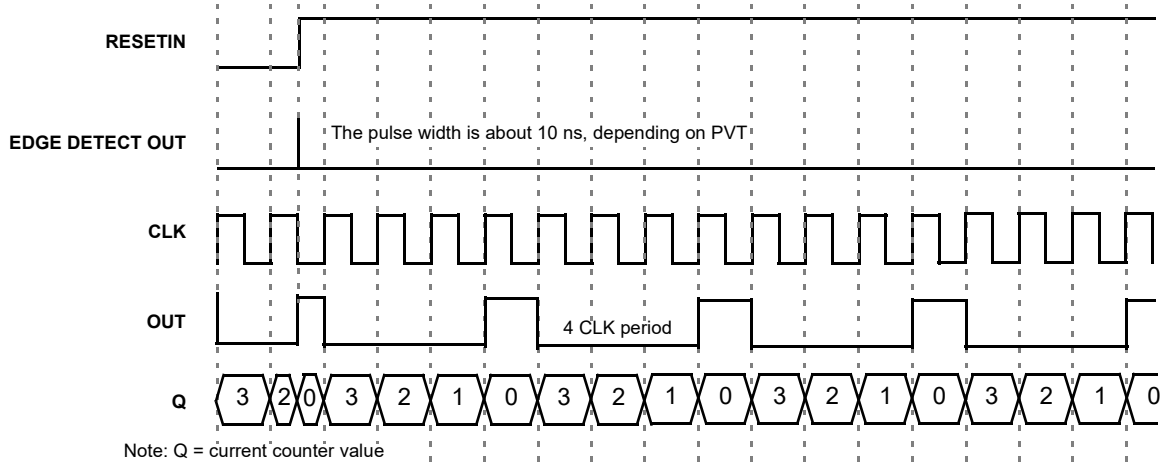 RESETIN
EDGE DETECT OUT
The pulse width is about 10 ns, depending on PVT
CLK
OUT
4 CLK period
Q
3 2 0 3 2 1 0 3 2 1 0 3 2 1 0 3 2 1 0
Note: Q = current counter value